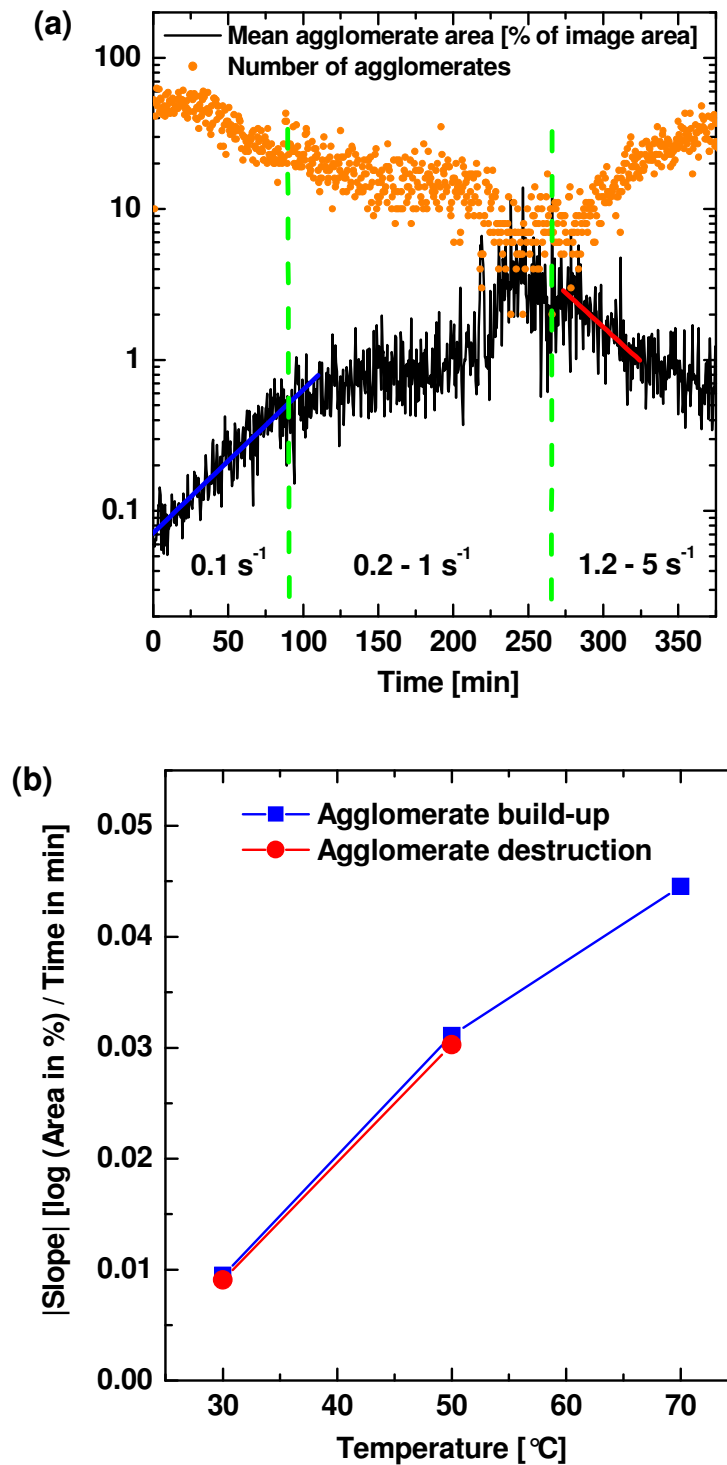 (a)
Mean agglomerate area [% of image area]
Number of agglomerates
100
10
1
0.1
0.1 s⁻¹
0.2 - 1 s⁻¹
1.2 - 5 s⁻¹
0 50 100 150 200 250 300 350
Time [min]
(b)
Agglomerate build-up
Agglomerate destruction
|Slope| [log (Area in %) / Time in min]
0.05
0.04
0.03
0.02
0.01
0.00
30 40 50 60 70
Temperature [°C]